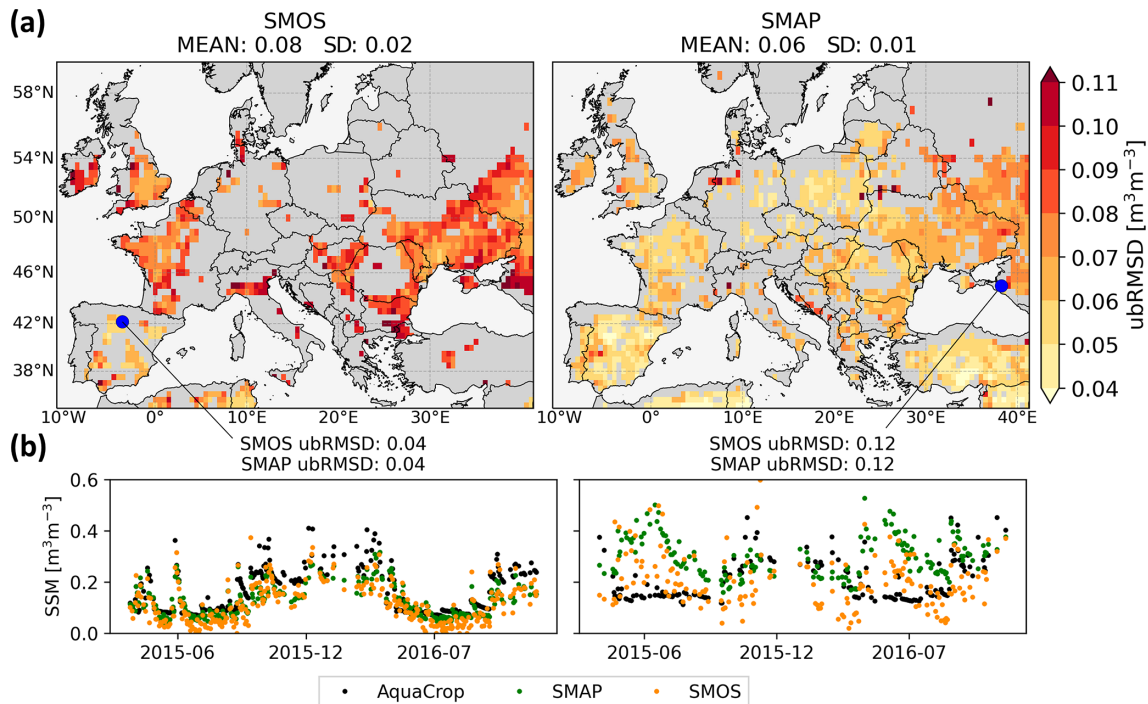 (a)
SMOS
MEAN: 0.08 SD: 0.02
SMAP
MEAN: 0.06 SD: 0.01
58°N
54°N
50°N
46°N
42°N
38°N
10°W 0° 10°E 20°E 30°E
10°W 0° 10°E 20°E 30°E 40°E
0.11
0.10
0.09
0.08
0.07
0.06
0.05
0.04
ubRMSD [m³m⁻³]
(b)
SMOS ubRMSD: 0.04
SMAP ubRMSD: 0.04
SMOS ubRMSD: 0.12
SMAP ubRMSD: 0.12
SSM [m³m⁻³]
0.6
0.4
0.2
0.0
2015-06 2015-12 2016-07
2015-06 2015-12 2016-07
AquaCrop SMAP SMOS